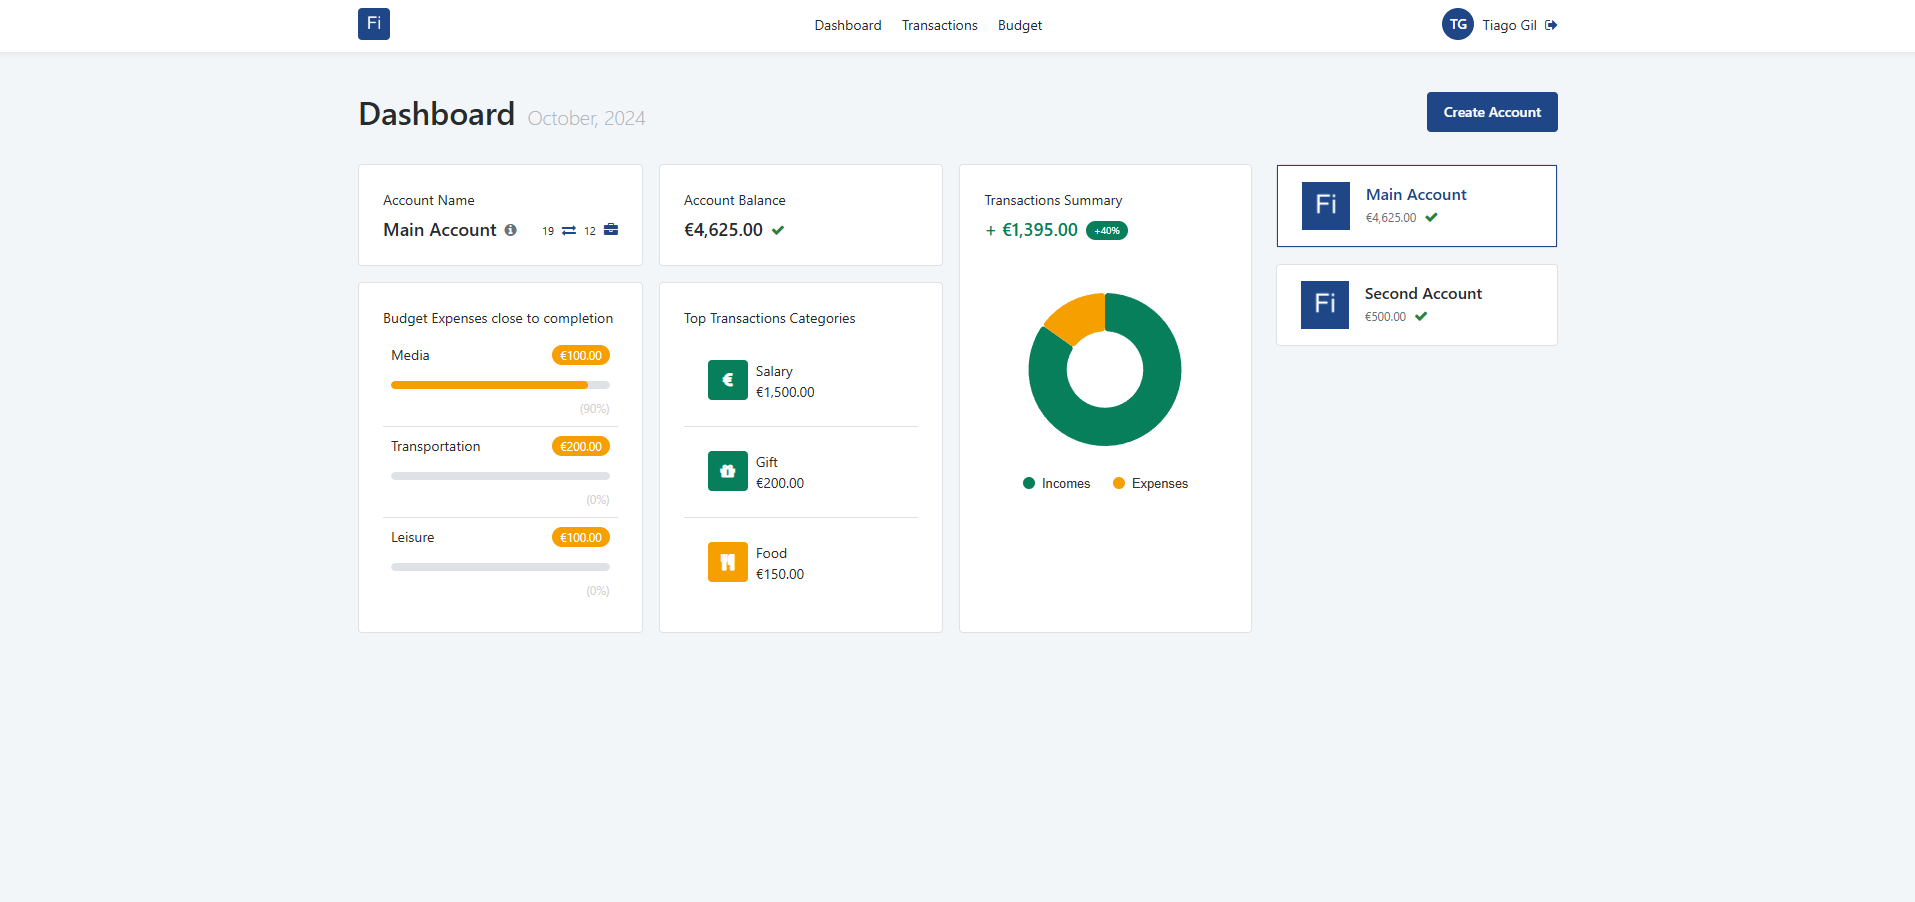 Fi
Dashboard Transactions Budget
TG Tiago Gil
Dashboard October, 2024
Create Account
Account Name
Main Account 19 12
Account Balance
€4,625.00
Transactions Summary
+ €1,395.00 +40%
Incomes Expenses
Fi Main Account
€4,625.00
Fi Second Account
€500.00
Budget Expenses close to completion
Media €100.00
(90%)
Transportation €200.00
(0%)
Leisure €100.00
(0%)
Top Transactions Categories
Salary
€1,500.00
Gift
€200.00
Food
€150.00